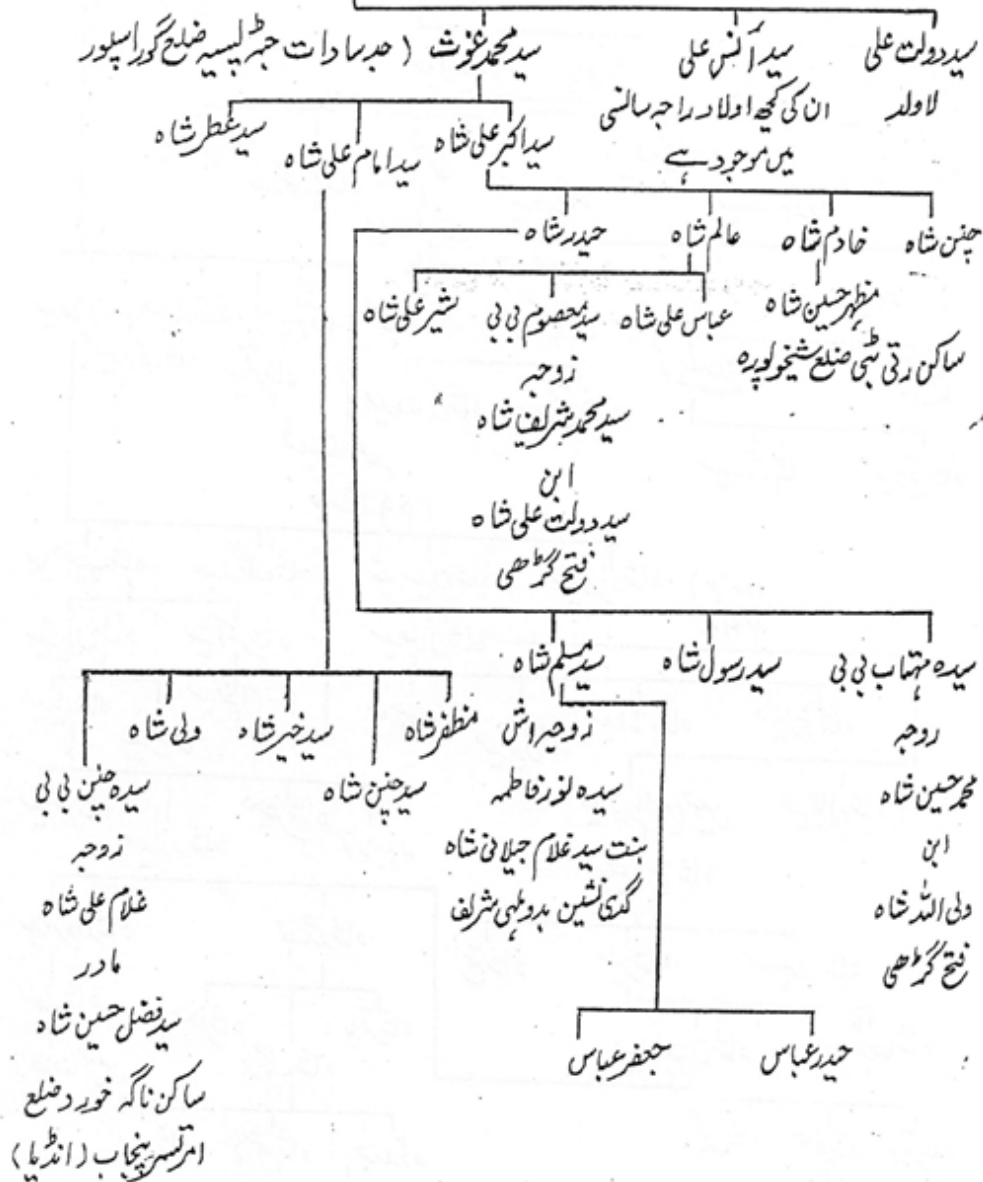 سید دولت علی
لاولد
سید انس علی
ان کی کچھ اولاد راجہ سانسی
میں موجود ہے
سید محمد غوث ( جد سادات ضلع گوراسپور
سید اکبر علی شاہ
سید امام علی شاہ
سید عطر شاہ
چنن شاہ
خادم شاہ
عالم شاہ
حیدر شاہ
مظہر حسین شاہ
ساکن رتی ٹبی ضلع شیخوپورہ
عباس علی شاہ
سیدہ معصوم بی بی
زوجہ
سید محمد شریف شاہ
ابن
سید دولت علی شاہ
فتح گڑھی
شیر علی شاہ
سیدہ مہتاب بی بی
زوجہ
محمد حسین شاہ
ابن
ولی اللہ شاہ
فتح گڑھی
سید رسول شاہ
سید مسلم شاہ
زوجہ اش
سیدہ نور فاطمہ
بنت سید غلام جیلانی شاہ
گدی نشین بدوملہی شریف
حیدر عباس
جعفر عباس
مظفر شاہ
سید چنن شاہ
سید خیر شاہ
ولی شاہ
سیدہ چنن بی بی
زوجہ
غلام علی شاہ
مادر
سید فضل حسین شاہ
ساکن ناگہ خورد ضلع
امرتسر پنجاب (انڈیا)